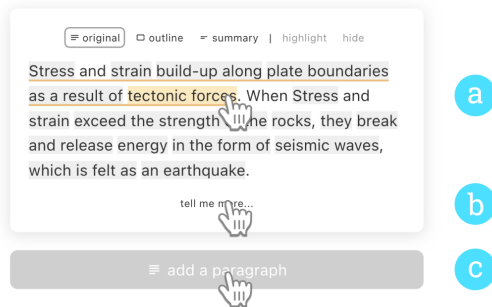 original outline summary | highlight hide
Stress and strain build-up along plate boundaries
as a result of tectonic forces. When Stress and
strain exceed the strength the rocks, they break
and release energy in the form of seismic waves,
which is felt as an earthquake.
tell me more...
add a paragraph
a
b
c